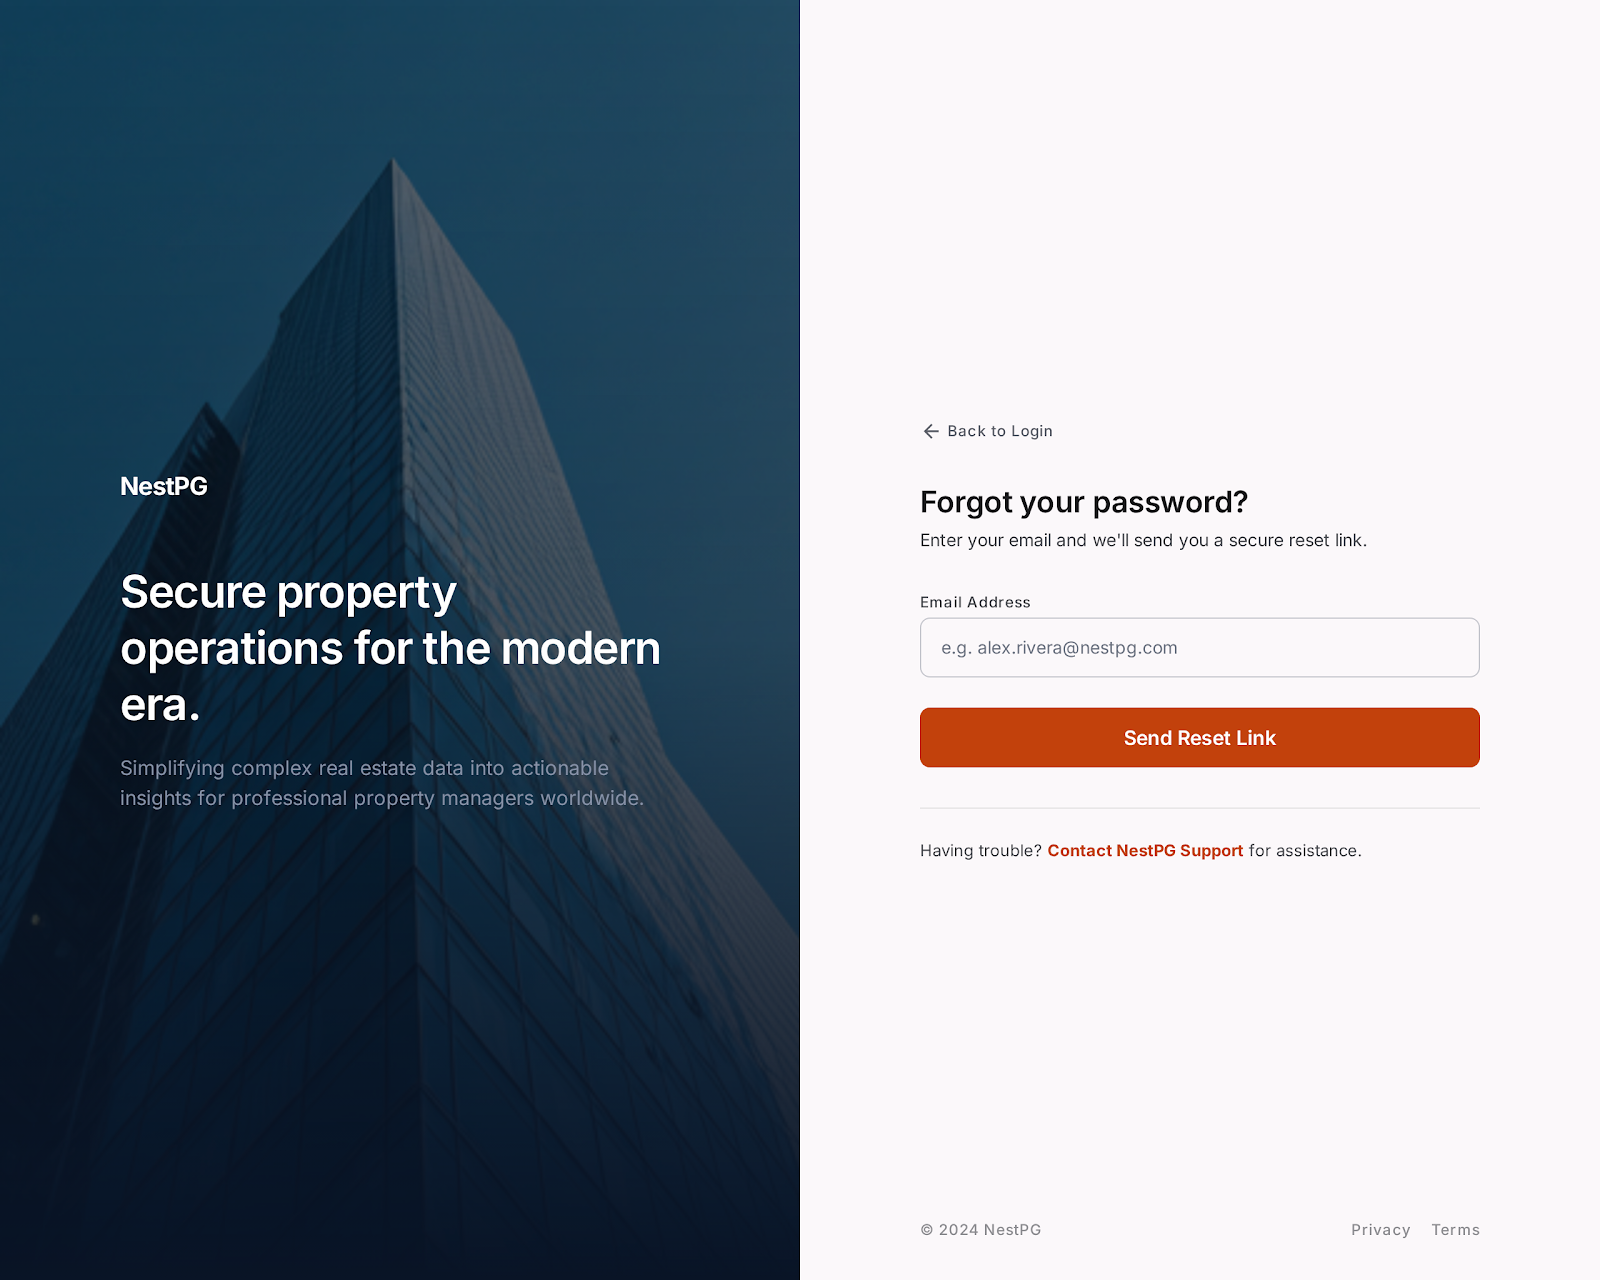 NestPG
Secure property
operations for the modern
era.
Simplifying complex real estate data into actionable
insights for professional property managers worldwide.
Back to Login
Forgot your password?
Enter your email and we'll send you a secure reset link.
Email Address
e.g. alex.rivera@nestpg.com
Send Reset Link
Having trouble? Contact NestPG Support for assistance.
© 2024 NestPG
Privacy Terms